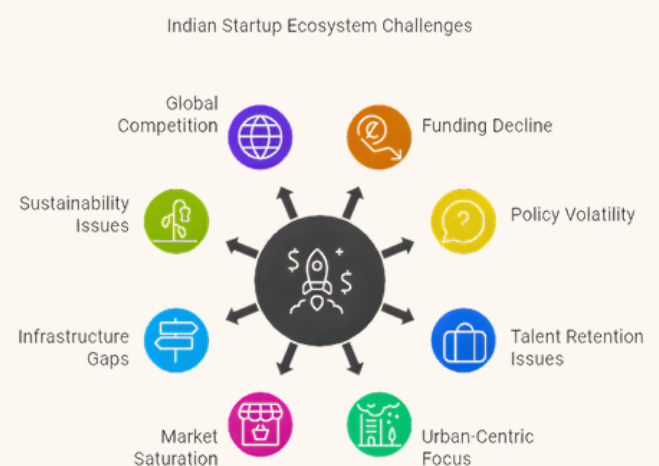 Indian Startup Ecosystem Challenges
Global
Competition
Funding Decline
Sustainability
Issues
Policy Volatility
Infrastructure
Gaps
Talent Retention
Issues
Market
Saturation
Urban-Centric
Focus